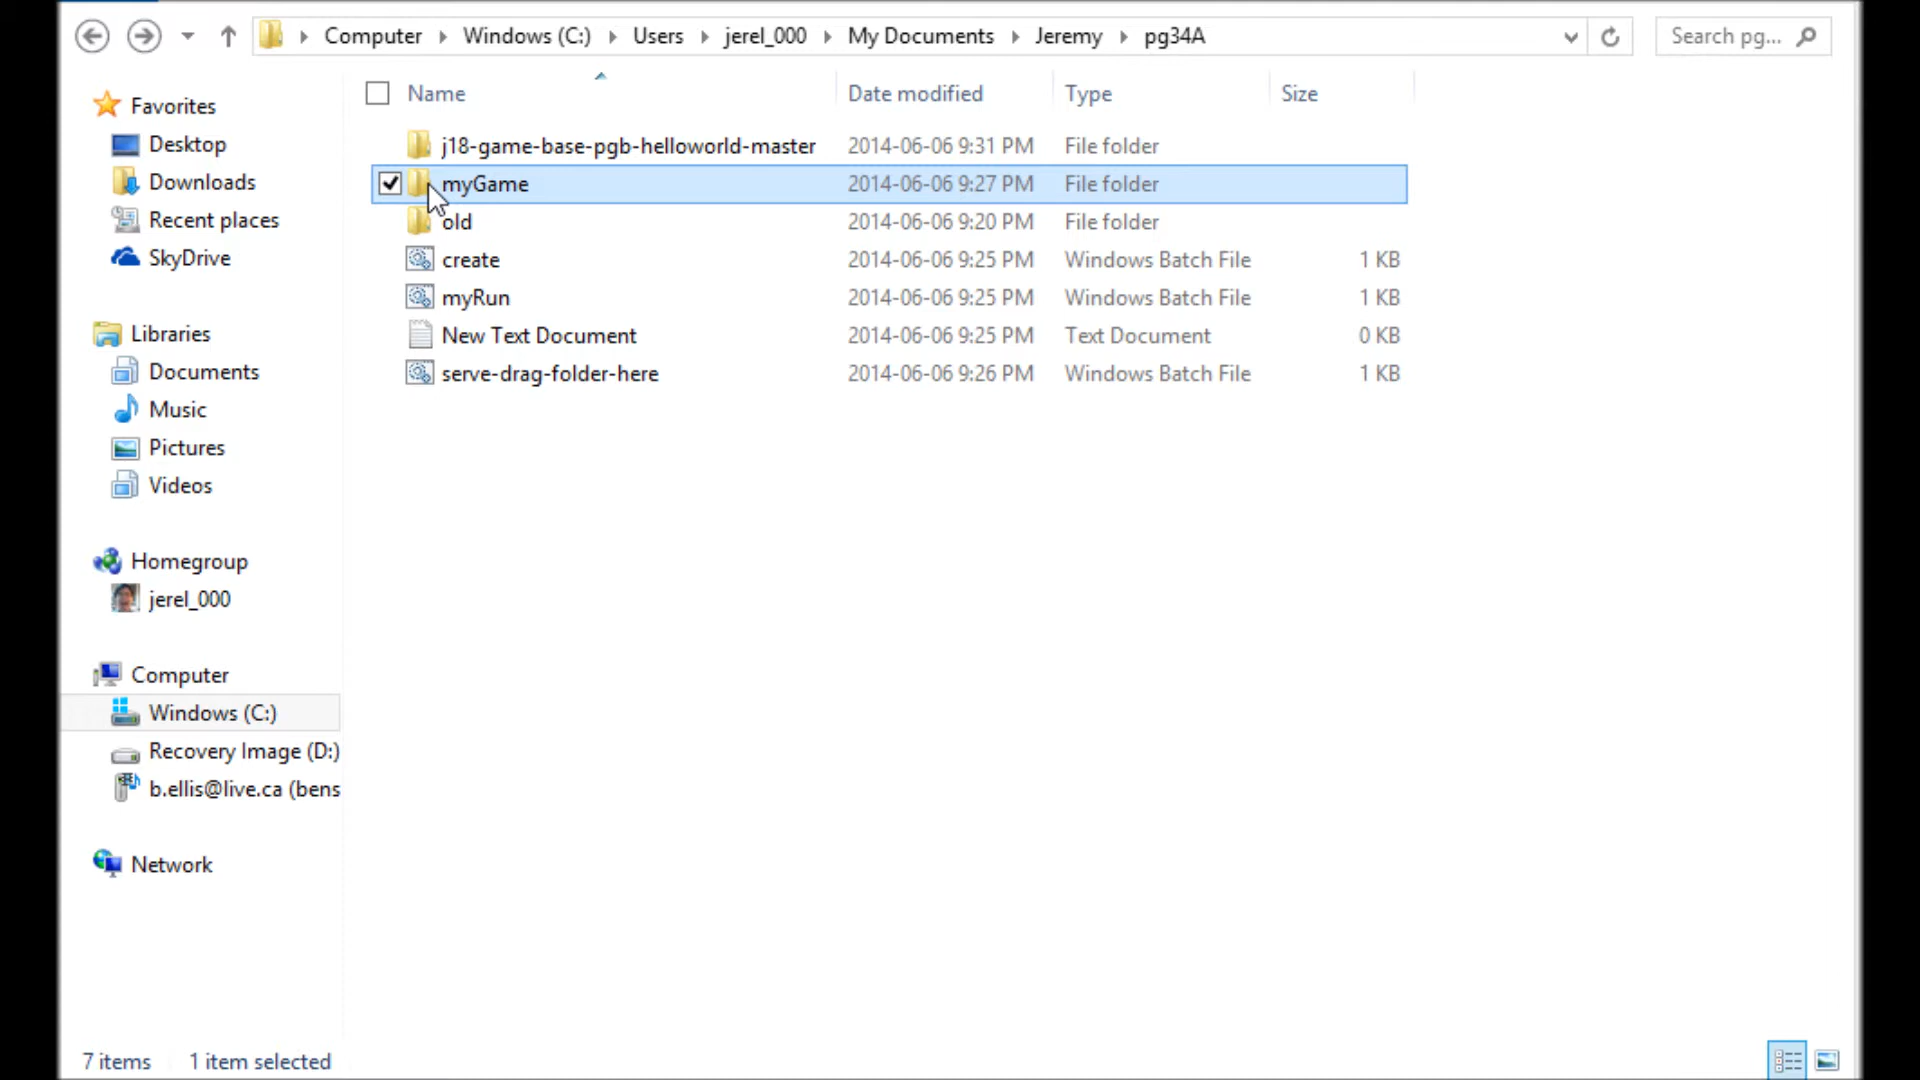 Computer Windows (C:) Users jerel_000 My Documents Jeremy pg34A Search pg...
Name Date modified Type Size
Favorites
Desktop
Downloads
Recent places
SkyDrive
Libraries
Documents
Music
Pictures
Videos
Homegroup
jerel_000
Computer
Windows (C:)
Recovery Image (D:)
b.ellis@live.ca (bens
Network
j18-game-base-pgb-helloworld-master 2014-06-06 9:31 PM File folder
myGame 2014-06-06 9:27 PM File folder
old 2014-06-06 9:20 PM File folder
create 2014-06-06 9:25 PM Windows Batch File 1 KB
myRun 2014-06-06 9:25 PM Windows Batch File 1 KB
New Text Document 2014-06-06 9:25 PM Text Document 0 KB
serve-drag-folder-here 2014-06-06 9:26 PM Windows Batch File 1 KB
7 items 1 item selected